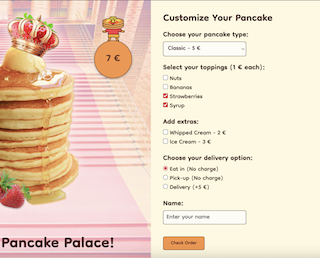 7 €
Pancake Palace!
Customize Your Pancake
Choose your pancake type:
Classic - 5 €
Select your toppings (1 € each):
Nuts
Bananas
Strawberries
Syrup
Add extras:
Whipped Cream - 2 €
Ice Cream - 3 €
Choose your delivery option:
Eat in (No charge)
Pick-up (No charge)
Delivery (+5 €)
Name:
Enter your name
Check Order